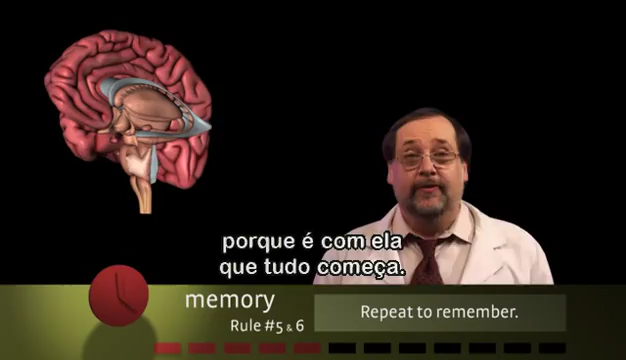 porque é com ela
que tudo começa.
memory
Rule #5 & 6
Repeat to remember.